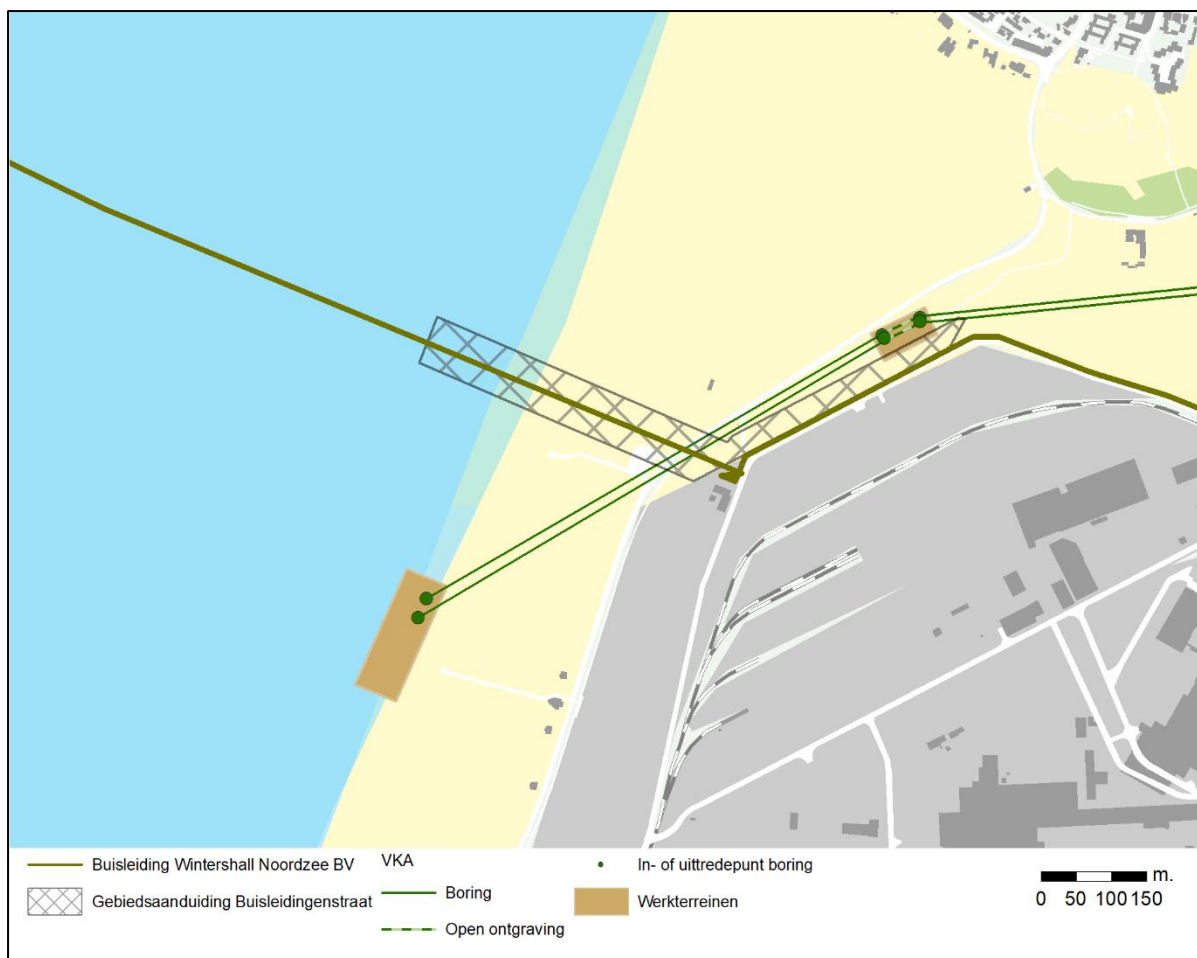 Buisleiding Wintershall Noordzee BV
Gebiedsaanduiding Buisleidingenstraat
VKA
Boring
Open ontgraving
In- of uittredepunt boring
Werkterreinen
m.
0 50 100 150